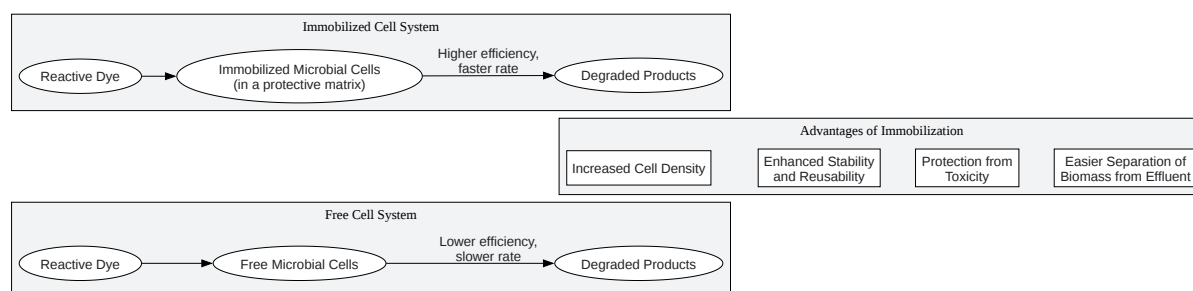 Immobilized Cell System
Reactive Dye
Immobilized Microbial Cells
(in a protective matrix)
Higher efficiency,
faster rate
Degraded Products
Advantages of Immobilization
Increased Cell Density
Enhanced Stability
and Reusability
Protection from
Toxicity
Easier Separation of
Biomass from Effluent
Free Cell System
Reactive Dye
Free Microbial Cells
Lower efficiency,
slower rate
Degraded Products